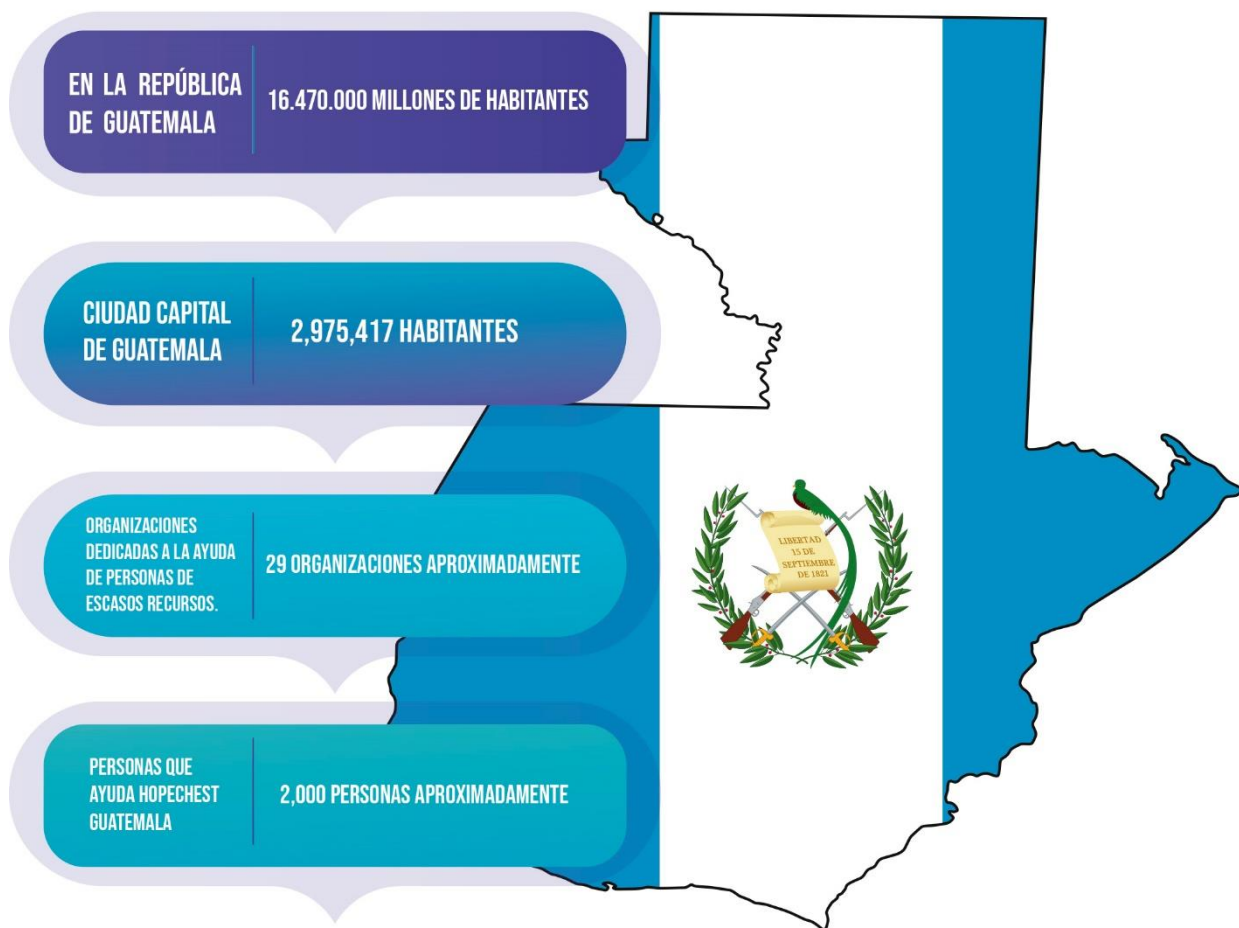 EN LA REPÚBLICA
DE GUATEMALA
16.470.000 MILLONES DE HABITANTES
CIUDAD CAPITAL
DE GUATEMALA
2,975,417 HABITANTES
ORGANIZACIONES
DEDICADAS A LA AYUDA
DE PERSONAS DE
ESCASOS RECURSOS.
29 ORGANIZACIONES APROXIMADAMENTE
LIBERTAD
15 DE
SEPTIEMBRE
DE 1821
PERSONAS QUE
AYUDA HOPECHEST
GUATEMALA
2,000 PERSONAS APROXIMADAMENTE